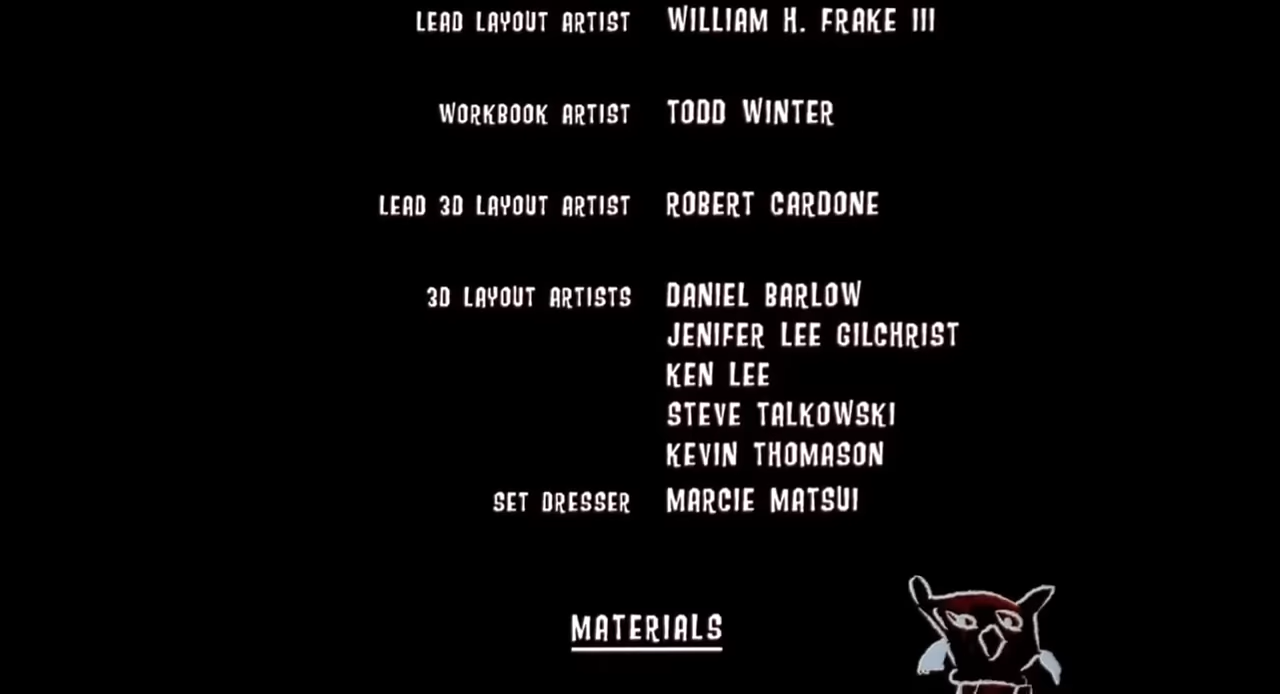 LEAD LAYOUT ARTIST WILLIAM H. FRAKE III
WORKBOOK ARTIST TODD WINTER
LEAD 3D LAYOUT ARTIST ROBERT CARDONE
3D LAYOUT ARTISTS DANIEL BARLOW
JENIFER LEE GILCHRIST
KEN LEE
STEVE TALKOWSKI
KEVIN THOMASON
SET DRESSER MARCIE MATSUI
MATERIALS